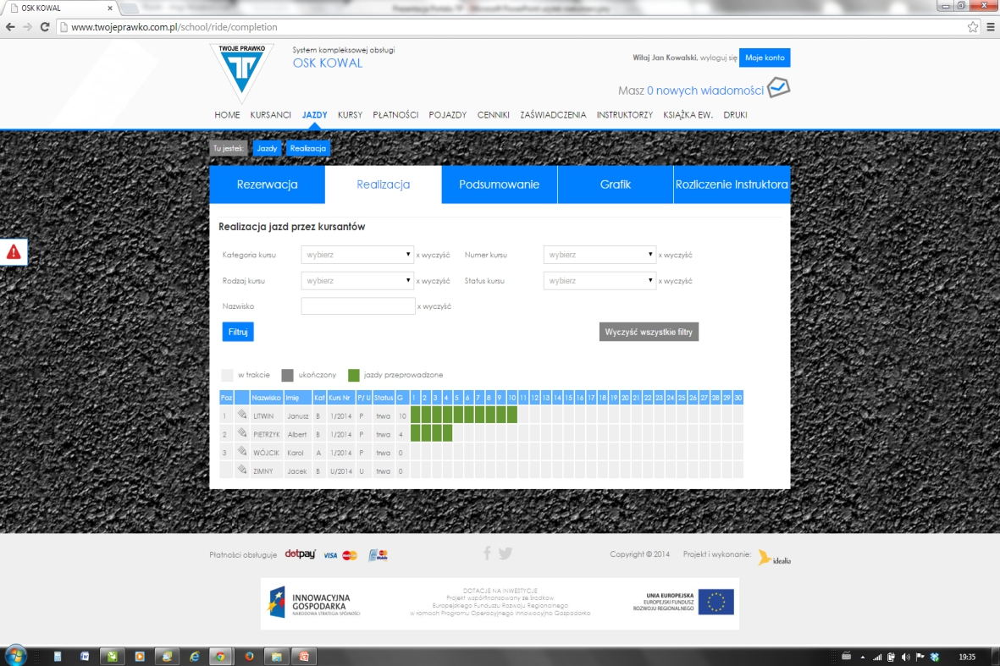 OSK KOWAL
www.twojeprawko.com.pl/school/ride/completion
TWOJE PRAWKO
System kompleksowej obsługi
OSK KOWAL
Witaj Jan Kowalski, wyloguj się Moje konto
Masz 0 nowych wiadomości
HOME KURSANCI JAZDY KURSY PŁATNOŚCI POJAZDY CENNIKI ZAŚWIADCZENIA INSTRUKTORZY KSIĄŻKA EW. DRUKI
Tu jesteś: Jazdy Realizacja
Rezerwacja Realizacja Podsumowanie Grafik Rozliczenie Instruktora
Realizacja jazd przez kursantów
Kategoria kursu wybierz x wyczyść Numer kursu wybierz x wyczyść
Rodzaj kursu wybierz x wyczyść Status kursu wybierz x wyczyść
Nazwisko x wyczyść
Filtruj Wyczyść wszystkie filtry
w trakcie ukończony jazdy przeprowadzone
Poz Nazwisko Imię Kat Kurs Nr P/ U Status G 1 2 3 4 5 6 7 8 9 10 11 12 13 14 15 16 17 18 19 20 21 22 23 24 25 26 27 28 29 30
1 LITWIN Janusz B 1/2014 P trwa 10
2 PIETRZYK Albert B 1/2014 P trwa 4
3 WÓJCIK Karol A 1/2014 P trwa 0
ZIMNY Jacek B U/2014 U trwa 0
Płatności obsługuje dotpay VISA Copyright © 2014 Projekt i wykonanie: idealia
INNOWACYJNA
GOSPODARKA
NARODOWA STRATEGIA SPÓJNOŚCI
DOTACJE NA INWESTYCJE
Projekt współfinansowany ze środków
Europejskiego Funduszu Rozwoju Regionalnego
w ramach Programu Operacyjnego Innowacyjna Gospodarka
UNIA EUROPEJSKA
EUROPEJSKI FUNDUSZ
ROZWOJU REGIONALNEGO
19:35